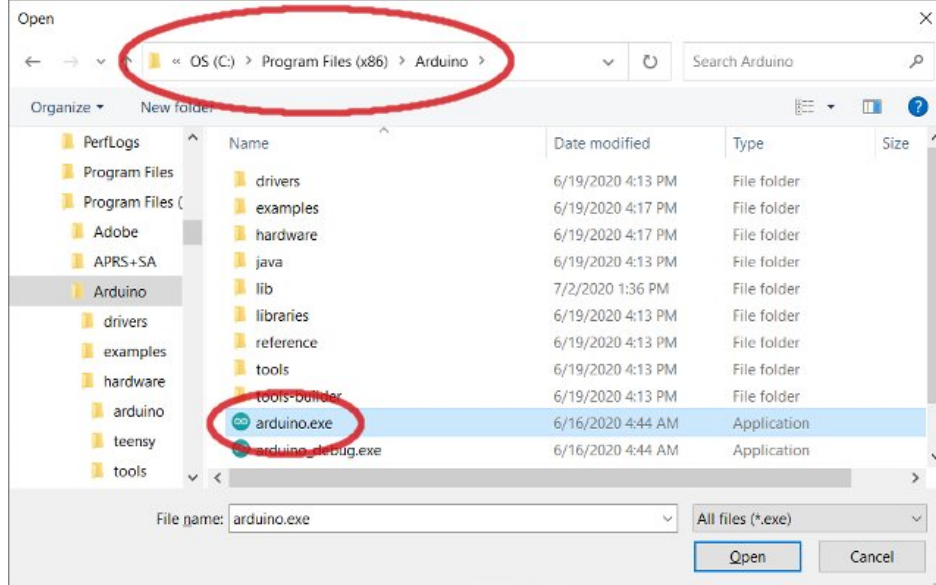 Open
« OS (C:) > Program Files (x86) > Arduino >
Search Arduino
Organize
New folder
Name Date modified Type Size
PerfLogs
Program Files
Program Files (
Adobe
APRS+SA
Arduino
drivers
examples
hardware
arduino
teensy
tools
drivers 6/19/2020 4:13 PM File folder
examples 6/19/2020 4:17 PM File folder
hardware 6/19/2020 4:17 PM File folder
java 6/19/2020 4:13 PM File folder
lib 7/2/2020 1:36 PM File folder
libraries 6/19/2020 4:13 PM File folder
reference 6/19/2020 4:13 PM File folder
tools 6/19/2020 4:13 PM File folder
tools-builder 6/19/2020 4:13 PM File folder
arduino.exe 6/16/2020 4:44 AM Application
arduino_debug.exe 6/16/2020 4:44 AM Application
File name: arduino.exe
All files (*.exe)
Open
Cancel